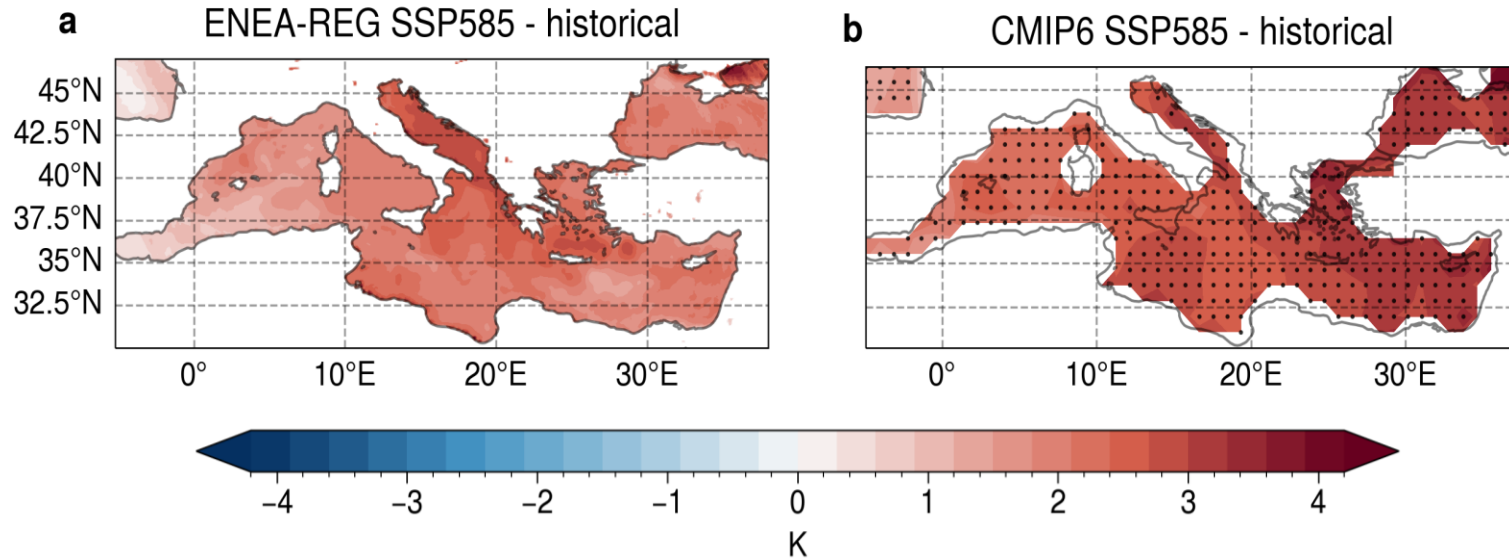 a ENEA-REG SSP585 - historical
b CMIP6 SSP585 - historical
45°N
42.5°N
40°N
37.5°N
35°N
32.5°N
0° 10°E 20°E 30°E
0° 10°E 20°E 30°E
−4 −3 −2 −1 0 1 2 3 4
K